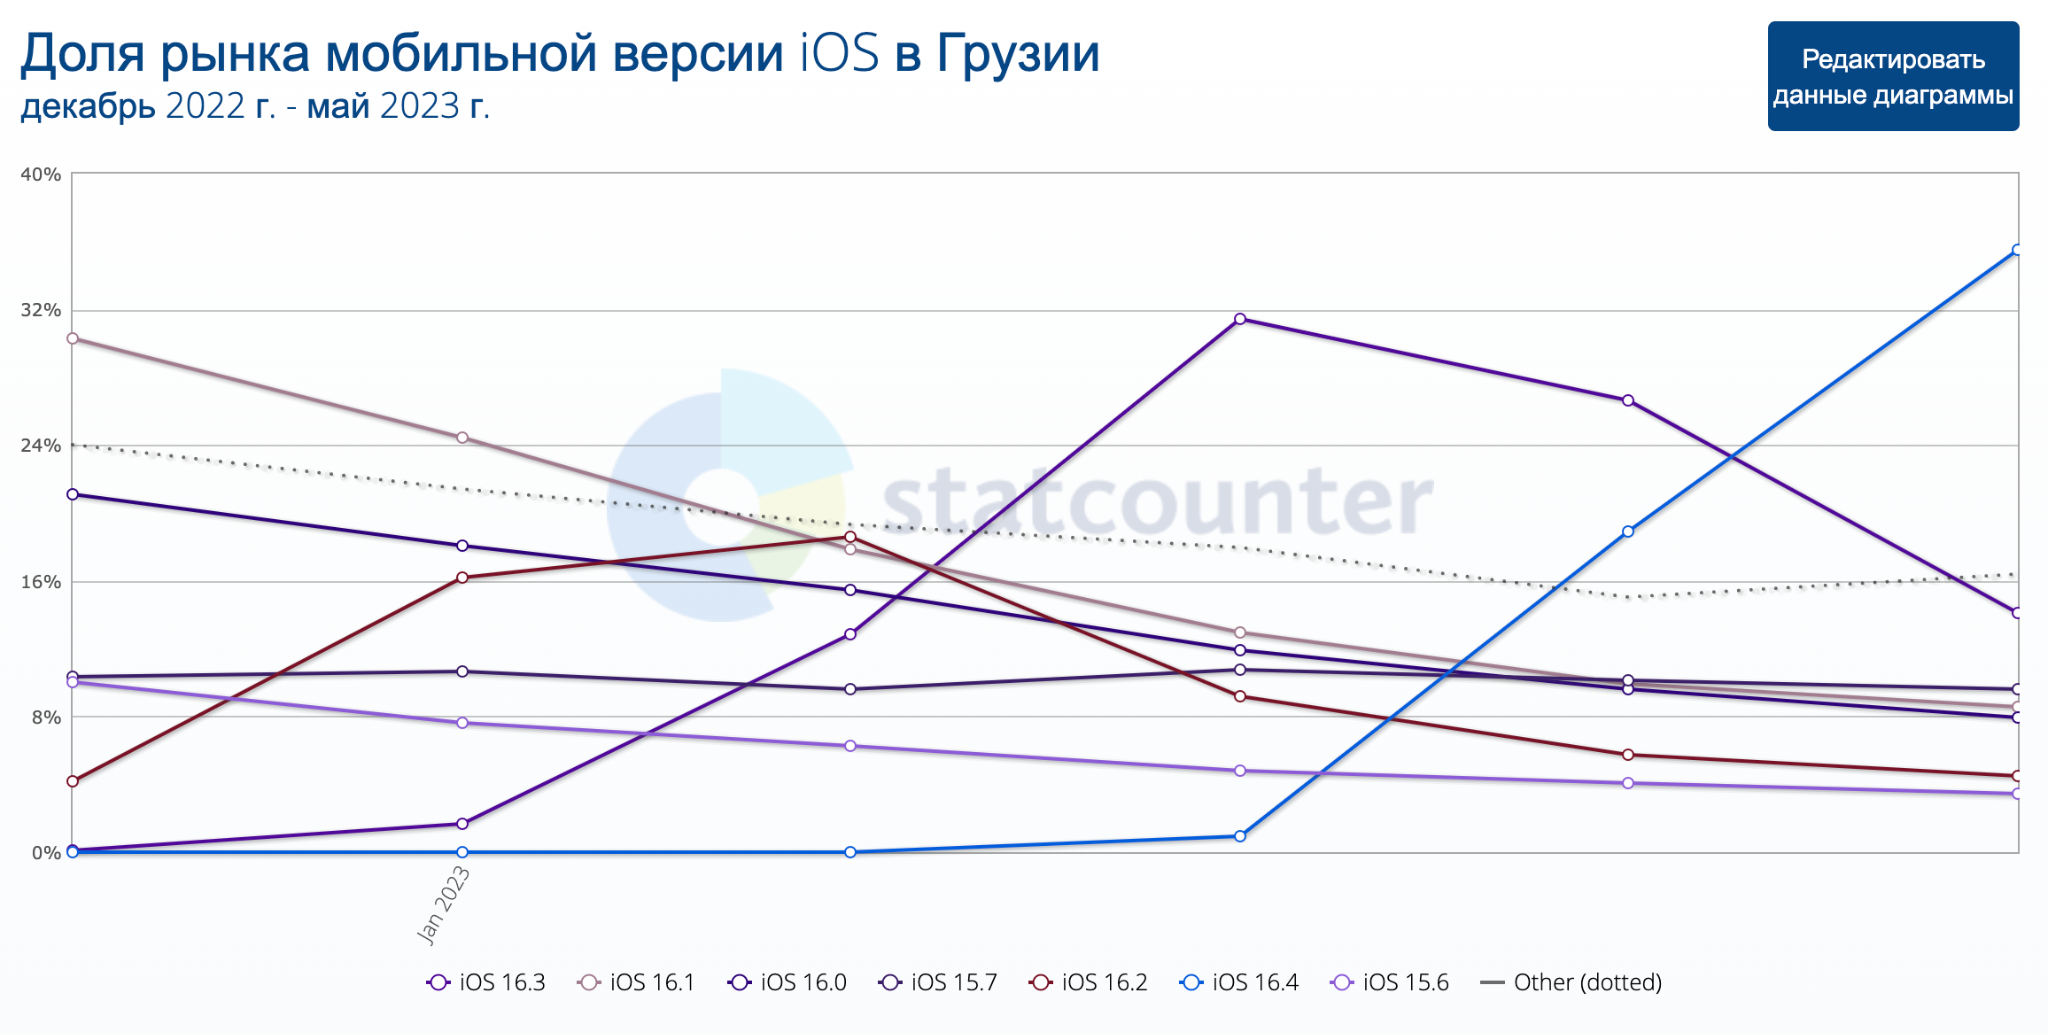 Доля рынка мобильной версии iOS в Грузии
декабрь 2022 г. - май 2023 г.
Редактировать
данные диаграммы
40%
32%
24%
16%
8%
0%
statcounter
Jan 2023
iOS 16.3 iOS 16.1 iOS 16.0 iOS 15.7 iOS 16.2 iOS 16.4 iOS 15.6 Other (dotted)